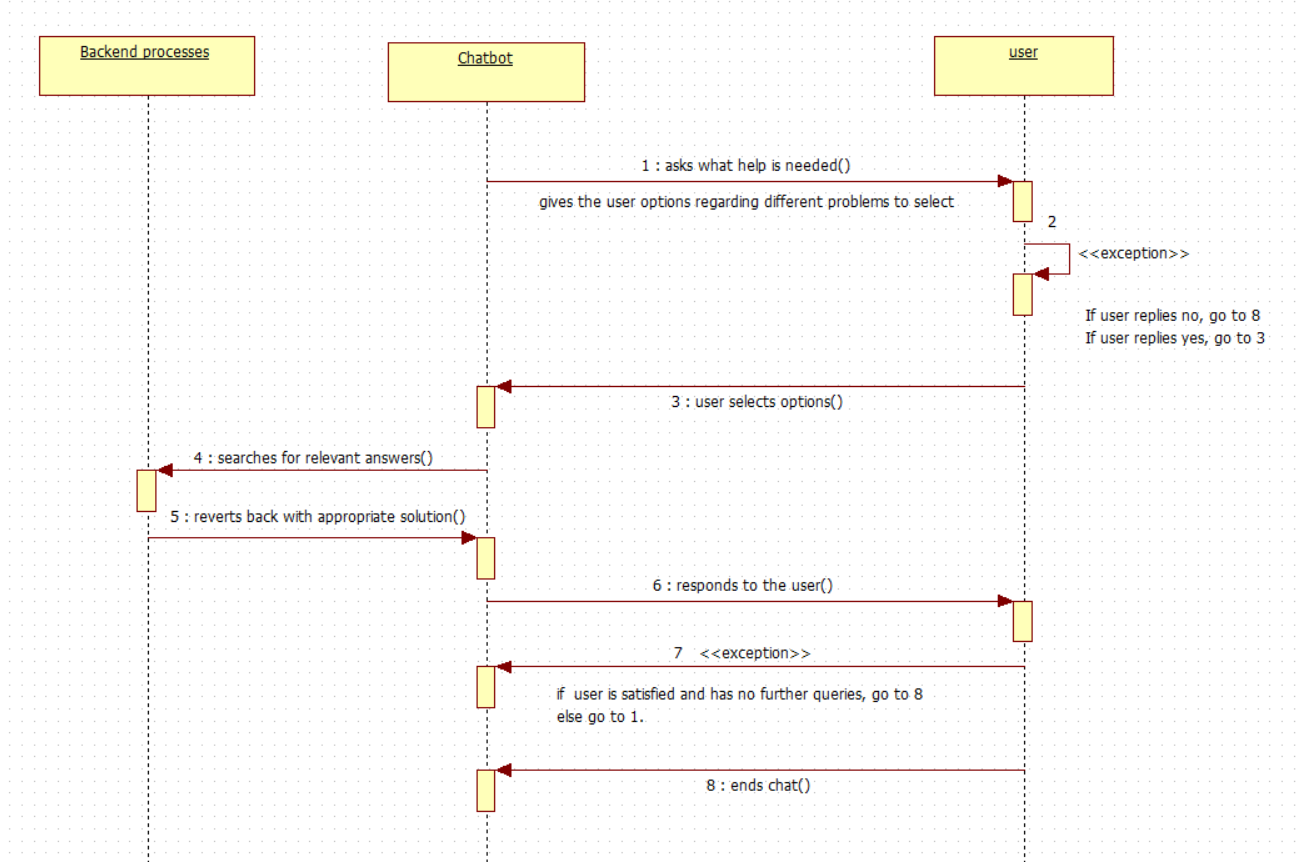 Backend processes
Chatbot
user
1 : asks what help is needed()
gives the user options regarding different problems to select
2
<<exception>>
If user replies no, go to 8
If user replies yes, go to 3
3 : user selects options()
4 : searches for relevant answers()
5 : reverts back with appropriate solution()
6 : responds to the user()
7 <<exception>>
if user is satisfied and has no further queries, go to 8
else go to 1.
8 : ends chat()